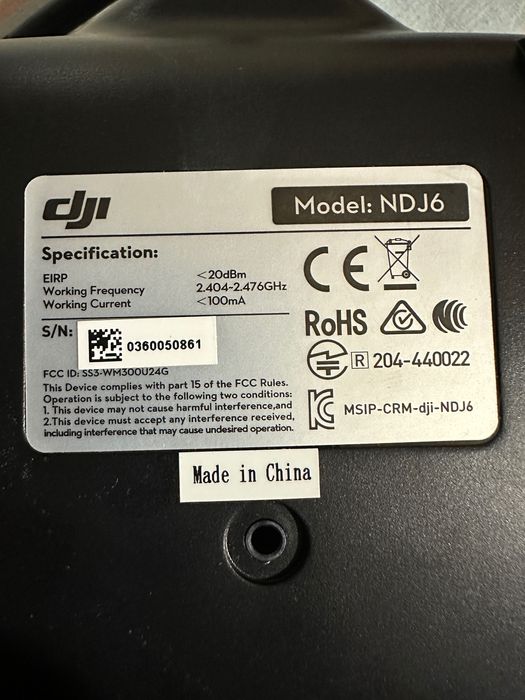 dji
Model: NDJ6
Specification:
EIRP <20dBm
Working Frequency 2.404-2.476GHz
Working Current <100mA
S/N: 0360050861
FCC ID: SS3-WM300U24G
This Device complies with part 15 of the FCC Rules.
Operation is subject to the following two conditions:
1. This device may not cause harmful interference,and
2.This device must accept any interference received,
including interference that may cause undesired operation.
CE
RoHS
R 204-440022
MSIP-CRM-dji-NDJ6
Made in China